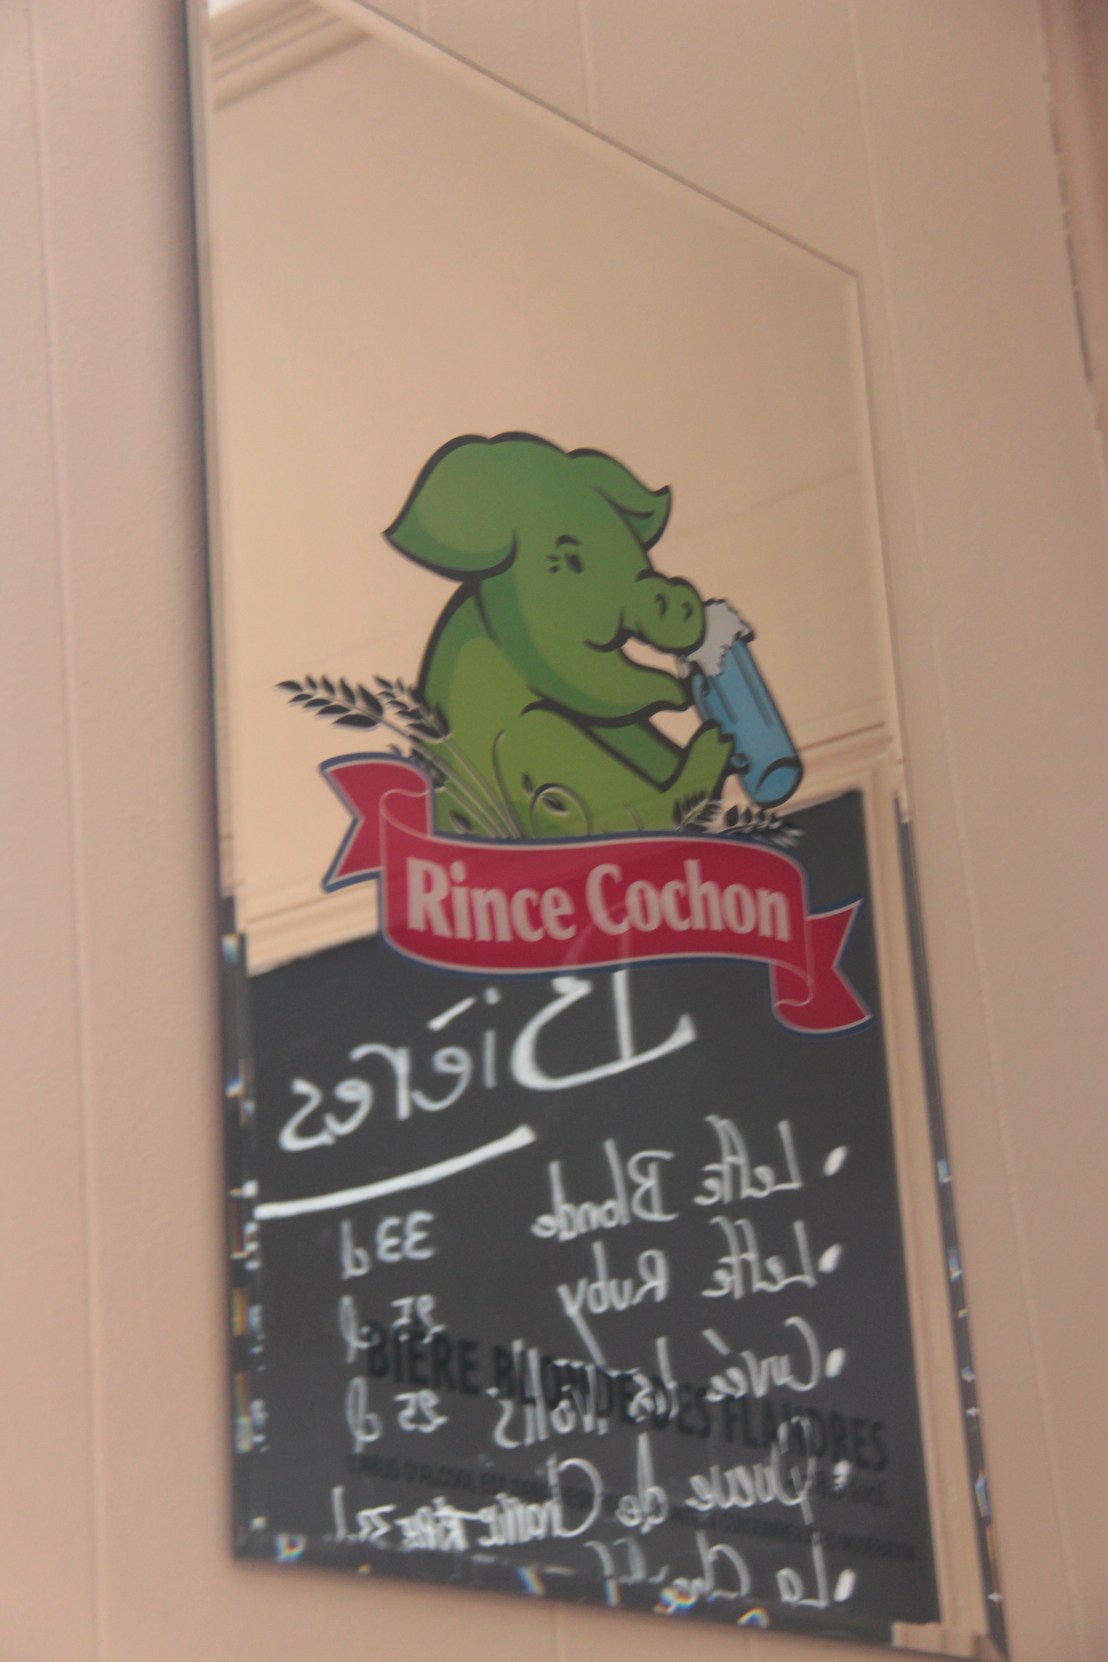 Rince Cochon
Bières
• Leffe Blonde 33 cl
• Leffe Ruby 25 cl
• Cuvée des Trolls 25 cl
BIÈRE BLONDE DES FLANDRES
• Queue de Charrue
• La